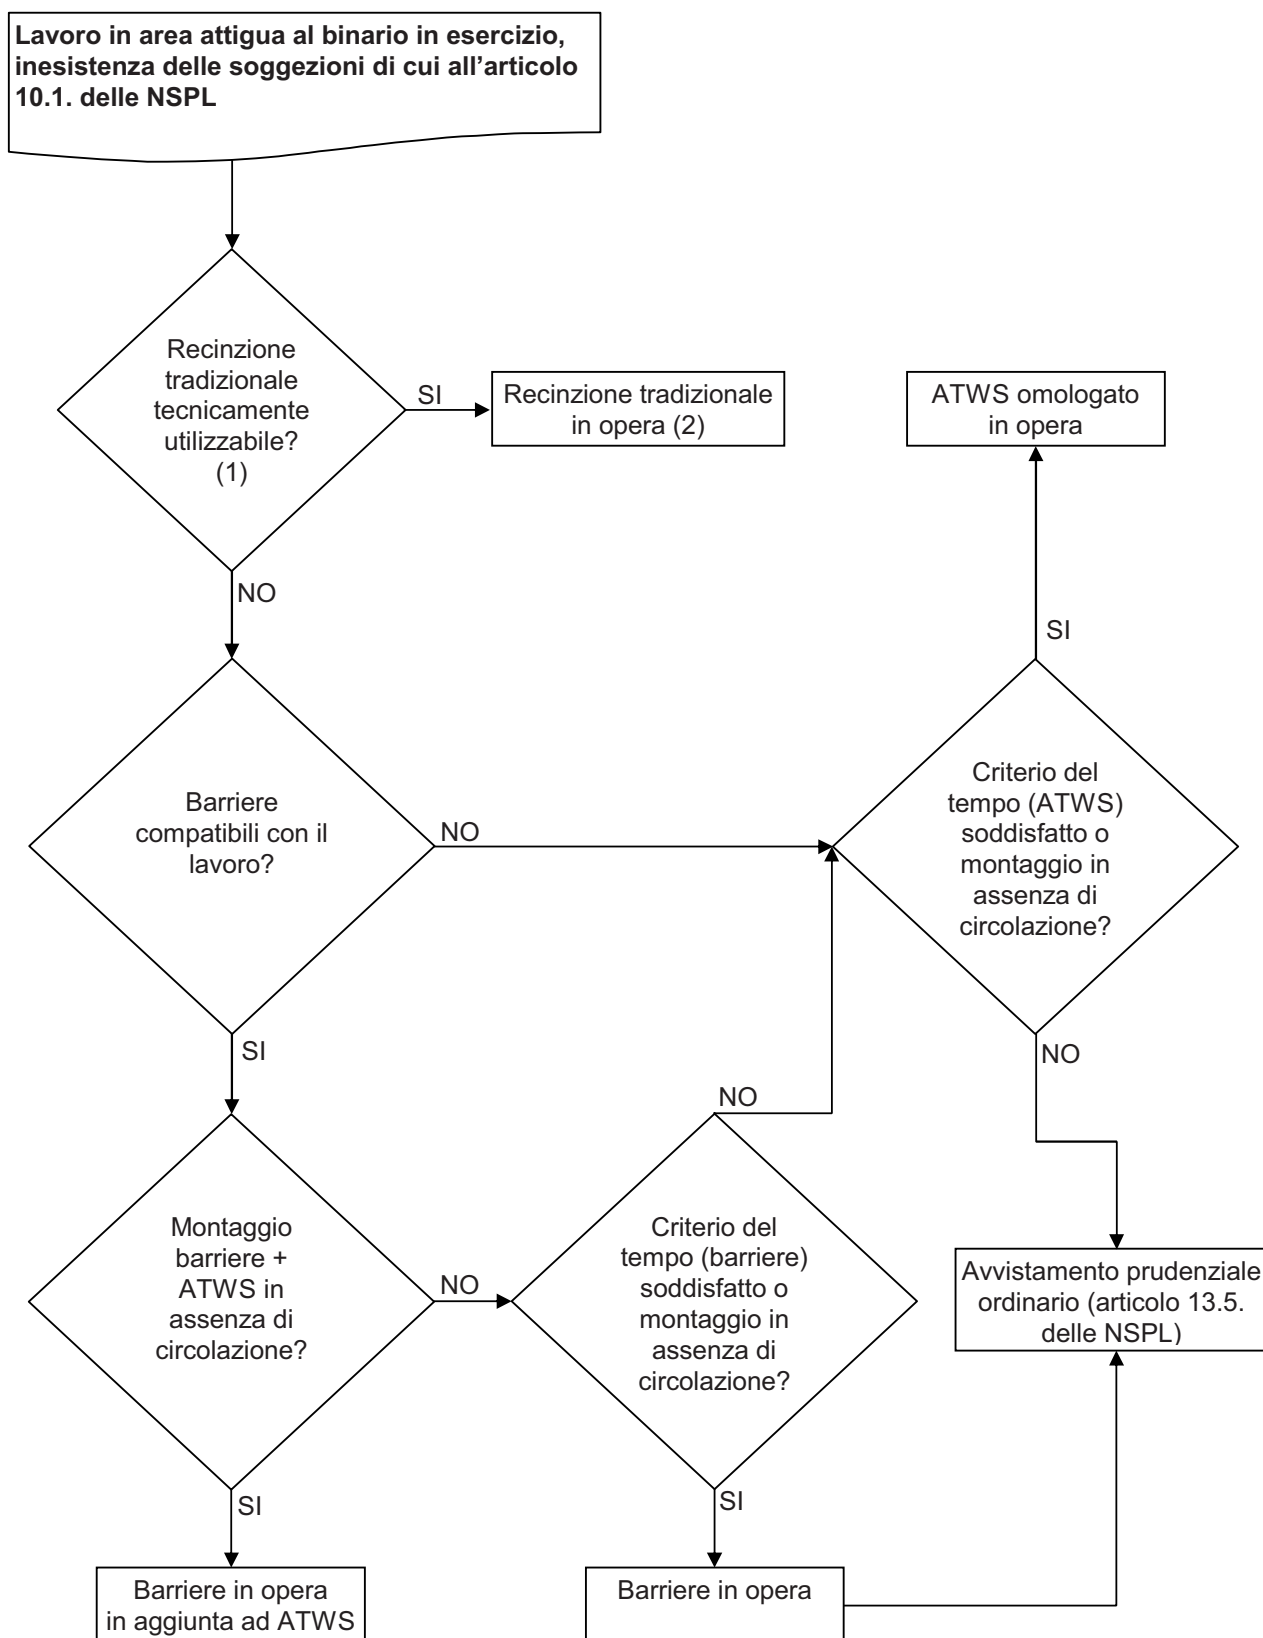 Lavoro in area attigua al binario in esercizio,
inesistenza delle soggezioni di cui all'articolo
10.1. delle NSPL
Recinzione
tradizionale
tecnicamente
utilizzabile?
(1)
SI
Recinzione tradizionale
in opera (2)
ATWS omologato
in opera
NO
SI
Barriere
compatibili con il
lavoro?
NO
Criterio del
tempo (ATWS)
soddisfatto o
montaggio in
assenza di
circolazione?
SI
NO
NO
Montaggio
barriere +
ATWS in
assenza di
circolazione?
NO
Criterio del
tempo (barriere)
soddisfatto o
montaggio in
assenza di
circolazione?
Avvistamento prudenziale
ordinario (articolo 13.5.
delle NSPL)
SI
SI
Barriere in opera
in aggiunta ad ATWS
Barriere in opera